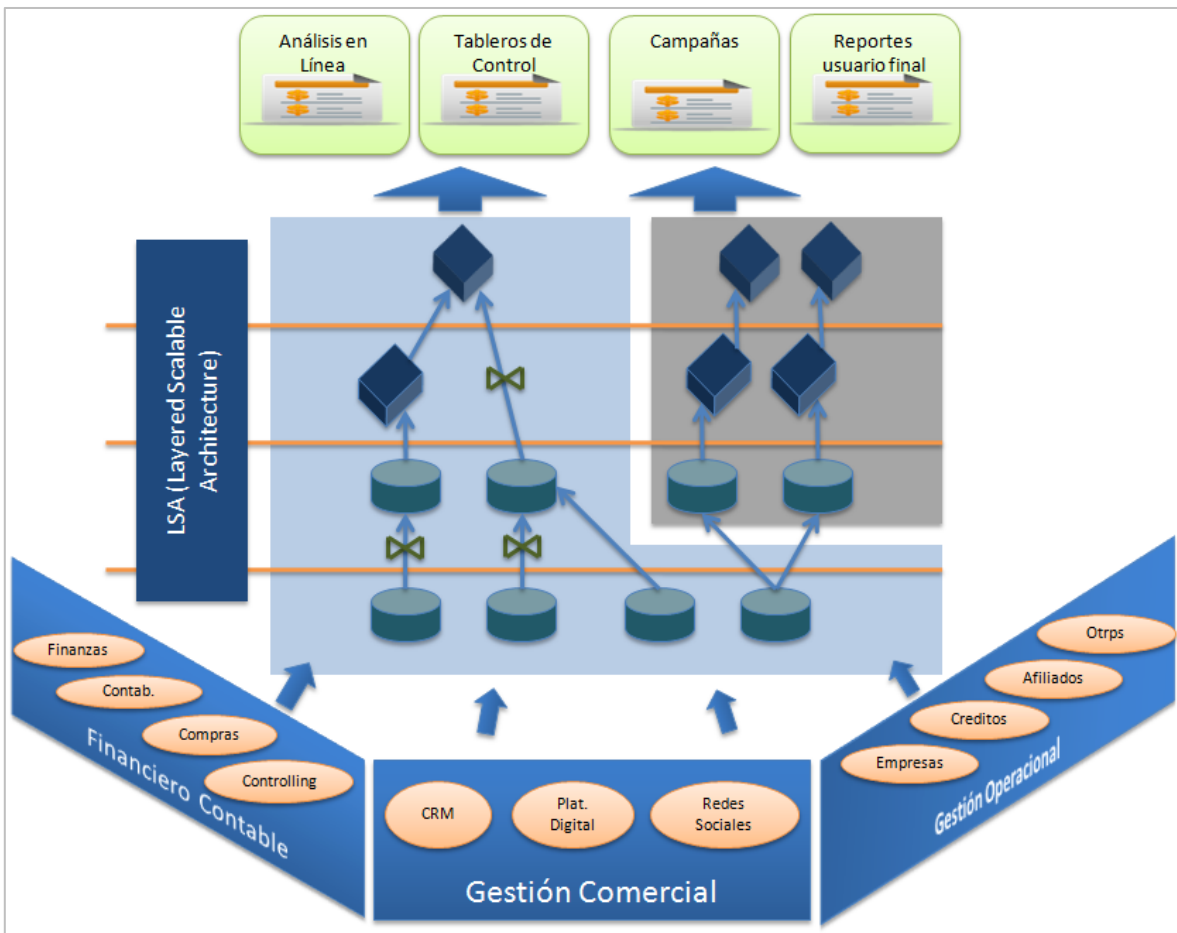 Análisis en
Línea
Tableros de
Control
Campañas
Reportes
usuario final
LSA (Layered Scalable
Architecture)
Finanzas
Contab.
Compras
Controlling
Financiero Contable
CRM
Plat.
Digital
Redes
Sociales
Gestión Comercial
Otrps
Afiliados
Creditos
Empresas
Gestión Operacional